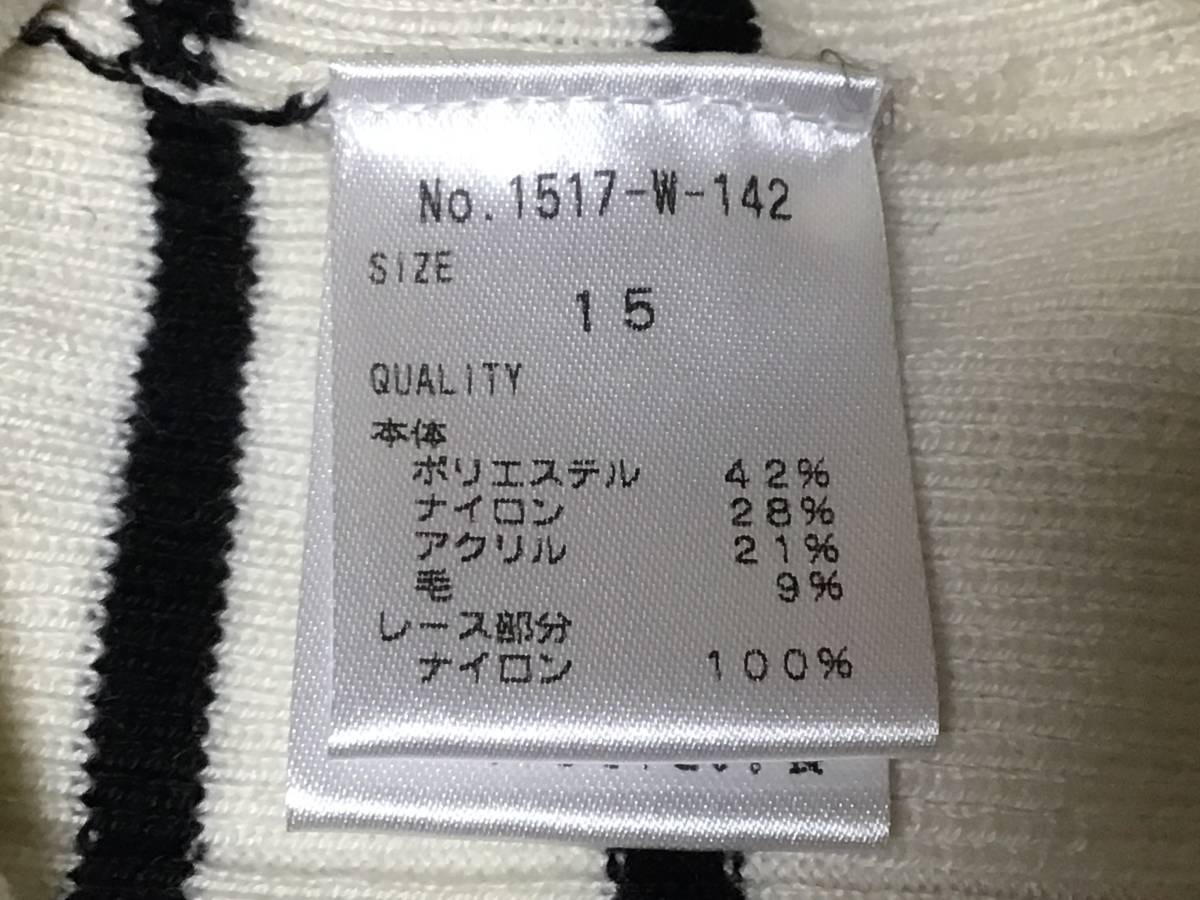 No.1517-W-142
SIZE
15
QUALITY
本体
ポリエステル 42%
ナイロン 28%
アクリル 21%
毛 9%
レース部分
ナイロン 100%